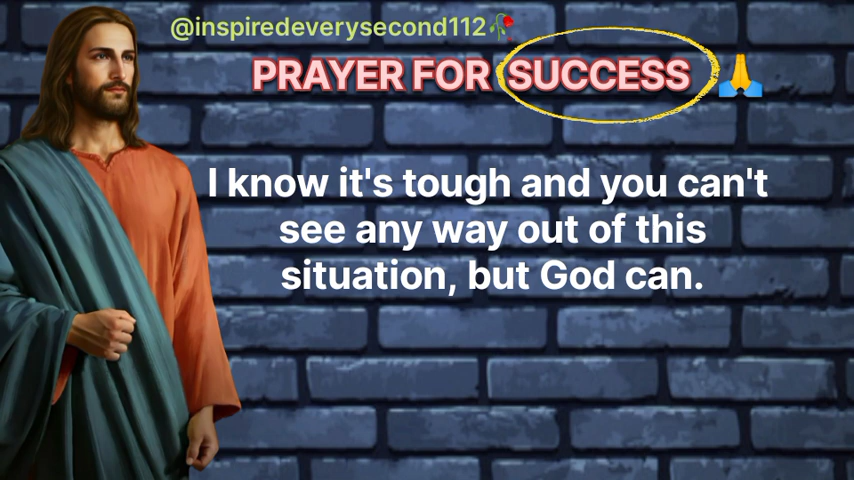 @inspiredeverysecond112🥀
PRAYER FOR SUCCESS 🙏
I know it's tough and you can't
see any way out of this
situation, but God can.